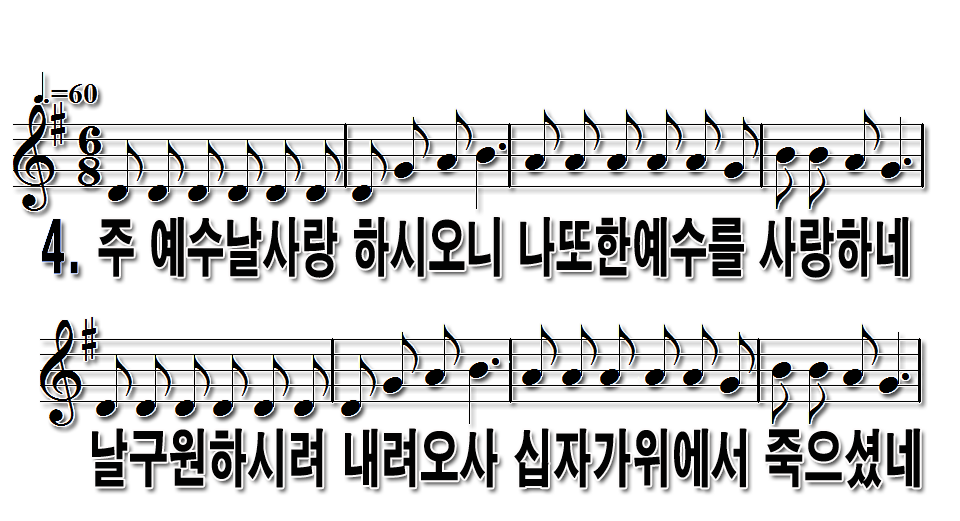 ♩.=60
6
8
4. 주 예수날사랑 하시오니 나또한예수를 사랑하네
날구원하시려 내려오사 십자가위에서 죽으셨네